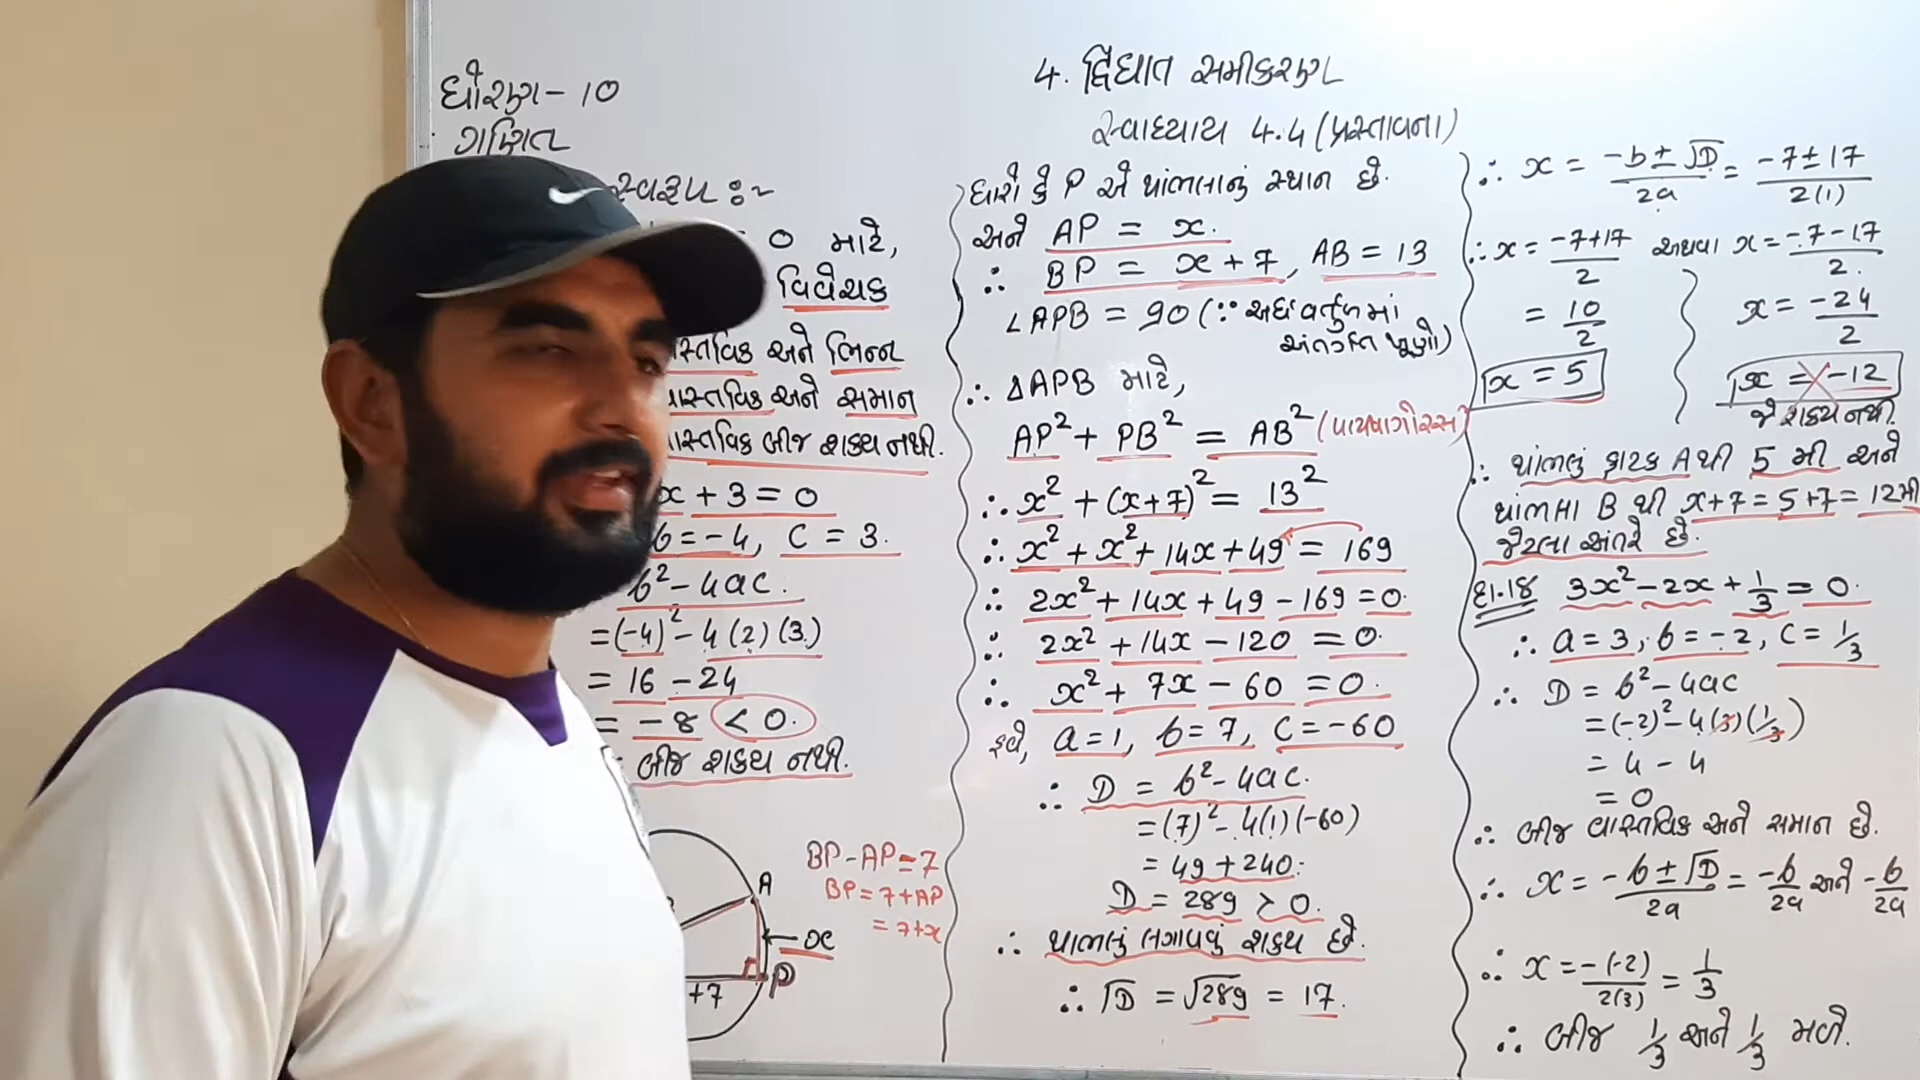 ધોરણ-10
ગણિત
4. દ્વિઘાત સમીકરણ
સ્વાધ્યાય 4.4 (પ્રસ્તાવના)
સ્વરૂપ :~
= 0 માટે,
વિવેચક
સ્તવિક અને ભિન્ન
વાસ્તવિક અને સમાન
વાસ્તવિક બીજ શક્ય નથી.
x + 3 = 0
b = -4, C = 3.
b² - 4ac.
= (-4)² - 4 (2) (3)
= 16 - 24
= -8 < 0.
બીજ શક્ય નથી.
BP - AP = 7
BP = 7 + AP
= 7 + x
A
x
P
+7
ધારો કે P એ થાંભલાનું સ્થાન છે.
અને AP = x.
∴ BP = x + 7, AB = 13
∠APB = 90 (∵ અર્ધવર્તુળમાં
અંતર્ગત ખૂણો)
∴ ΔAPB માટે,
AP² + PB² = AB² (પાયથાગોરસ)
∴ x² + (x+7)² = 13²
∴ x² + x² + 14x + 49 = 169
∴ 2x² + 14x + 49 - 169 = 0.
∴ 2x² + 14x - 120 = 0.
∴ x² + 7x - 60 = 0.
હવે, a = 1, b = 7, C = -60
∴ D = b² - 4ac.
= (7)² - 4(1)(-60)
= 49 + 240.
D = 289 > 0.
∴ થાંભલું લગાવવું શક્ય છે.
∴ √D = √289 = 17.
∴ x = -b ± √D / 2a = -7 ± 17 / 2(1)
∴ x = -7+17 / 2 અથવા x = -7-17 / 2.
= 10/2 x = -24/2
x = 5 x = -12
જે શક્ય નથી.
∴ થાંભલું ફાટક A થી 5 મી અને
થાંભલા B થી x+7 = 5+7 = 12મી
જેટલા અંતરે છે.
દા.18 3x² - 2x + 1/3 = 0.
∴ a = 3, b = -2, C = 1/3
∴ D = b² - 4ac
= (-2)² - 4(3)(1/3)
= 4 - 4
= 0
∴ બીજ વાસ્તવિક અને સમાન છે.
∴ x = -b ± √D / 2a = -b/2a અને -b/2a
∴ x = -(-2) / 2(3) = 1/3
∴ બીજ 1/3 અને 1/3 મળે.